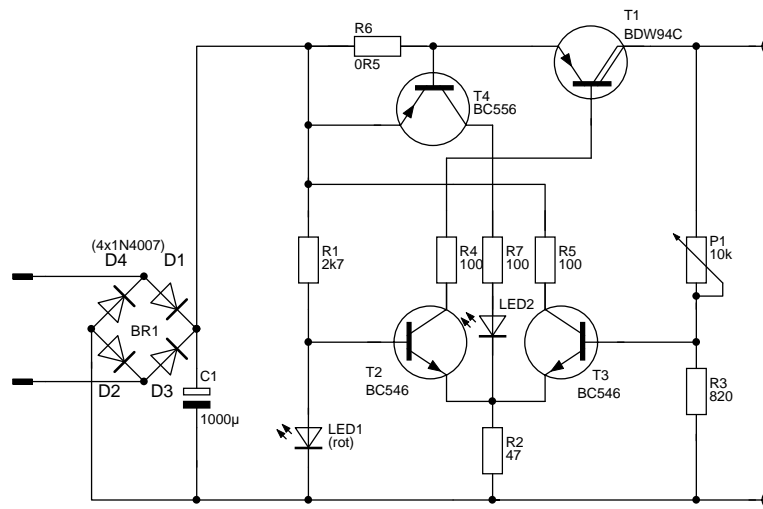 R6
0R5
T1
BDW94C
T4
BC556
(4x1N4007)
D4
D1
R1
2k7
R4
100
R7
100
R5
100
P1
10k
BR1
LED2
D2
D3
C1
1000µ
T2
BC546
T3
BC546
R3
820
LED1
(rot)
R2
47